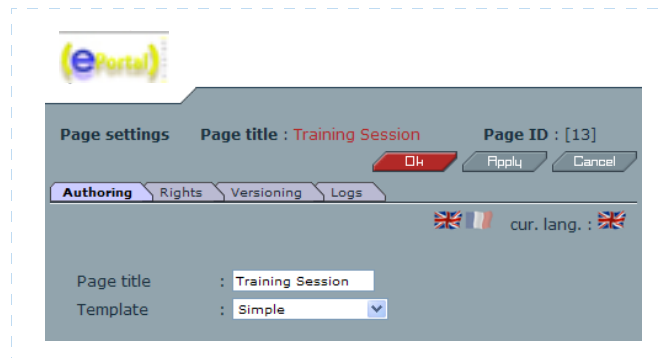 (ePortal)
Page settings Page title : Training Session Page ID : [13]
Ok Apply Cancel
Authoring Rights Versioning Logs
cur. lang. :
Page title : Training Session
Template : Simple